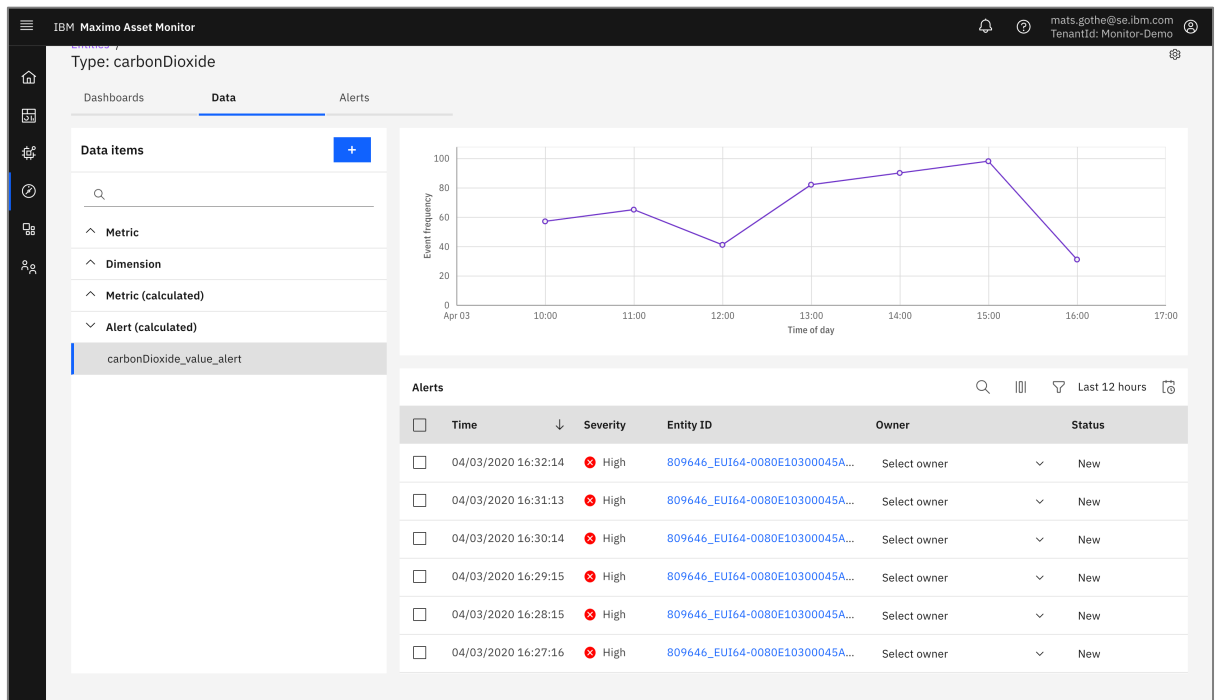 IBM Maximo Asset Monitor
mats.gothe@se.ibm.com
TenantId: Monitor-Demo
Entities /
Type: carbonDioxide
Dashboards
Data
Alerts
Data items
+
Metric
Dimension
Metric (calculated)
Alert (calculated)
carbonDioxide_value_alert
Event frequency
100
80
60
40
20
0
Apr 03
10:00
11:00
12:00
13:00
14:00
15:00
16:00
17:00
Time of day
Alerts
Last 12 hours
Time Severity Entity ID Owner Status
04/03/2020 16:32:14 High 809646_EUI64-0080E10300045A... Select owner New
04/03/2020 16:31:13 High 809646_EUI64-0080E10300045A... Select owner New
04/03/2020 16:30:14 High 809646_EUI64-0080E10300045A... Select owner New
04/03/2020 16:29:15 High 809646_EUI64-0080E10300045A... Select owner New
04/03/2020 16:28:15 High 809646_EUI64-0080E10300045A... Select owner New
04/03/2020 16:27:16 High 809646_EUI64-0080E10300045A... Select owner New